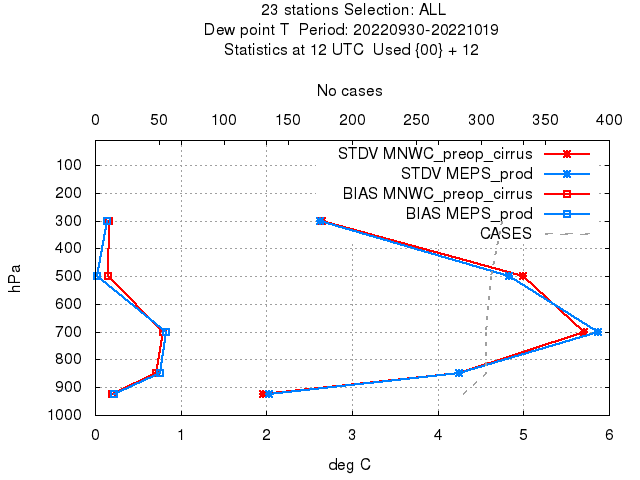 23 stations Selection: ALL
Dew point T  Period: 20220930-20221019
Statistics at 12 UTC  Used {00} + 12
No cases
0 50 100 150 200 250 300 350 400
STDV MNWC_preop_cirrus
STDV MEPS_prod
BIAS MNWC_preop_cirrus
BIAS MEPS_prod
CASES
hPa
100
200
300
400
500
600
700
800
900
1000
0 1 2 3 4 5 6
deg C